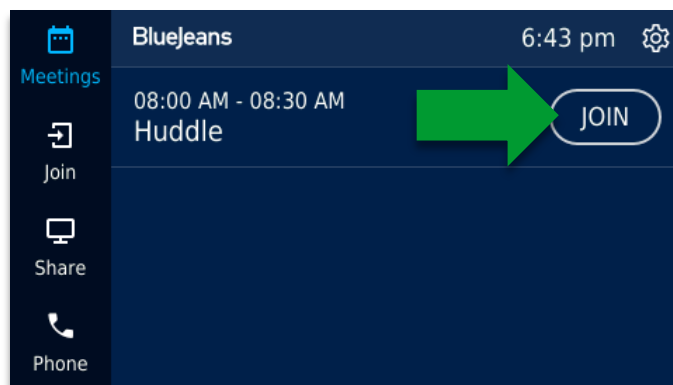 BlueJeans
6:43 pm
Meetings
08:00 AM - 08:30 AM
Huddle
JOIN
Join
Share
Phone